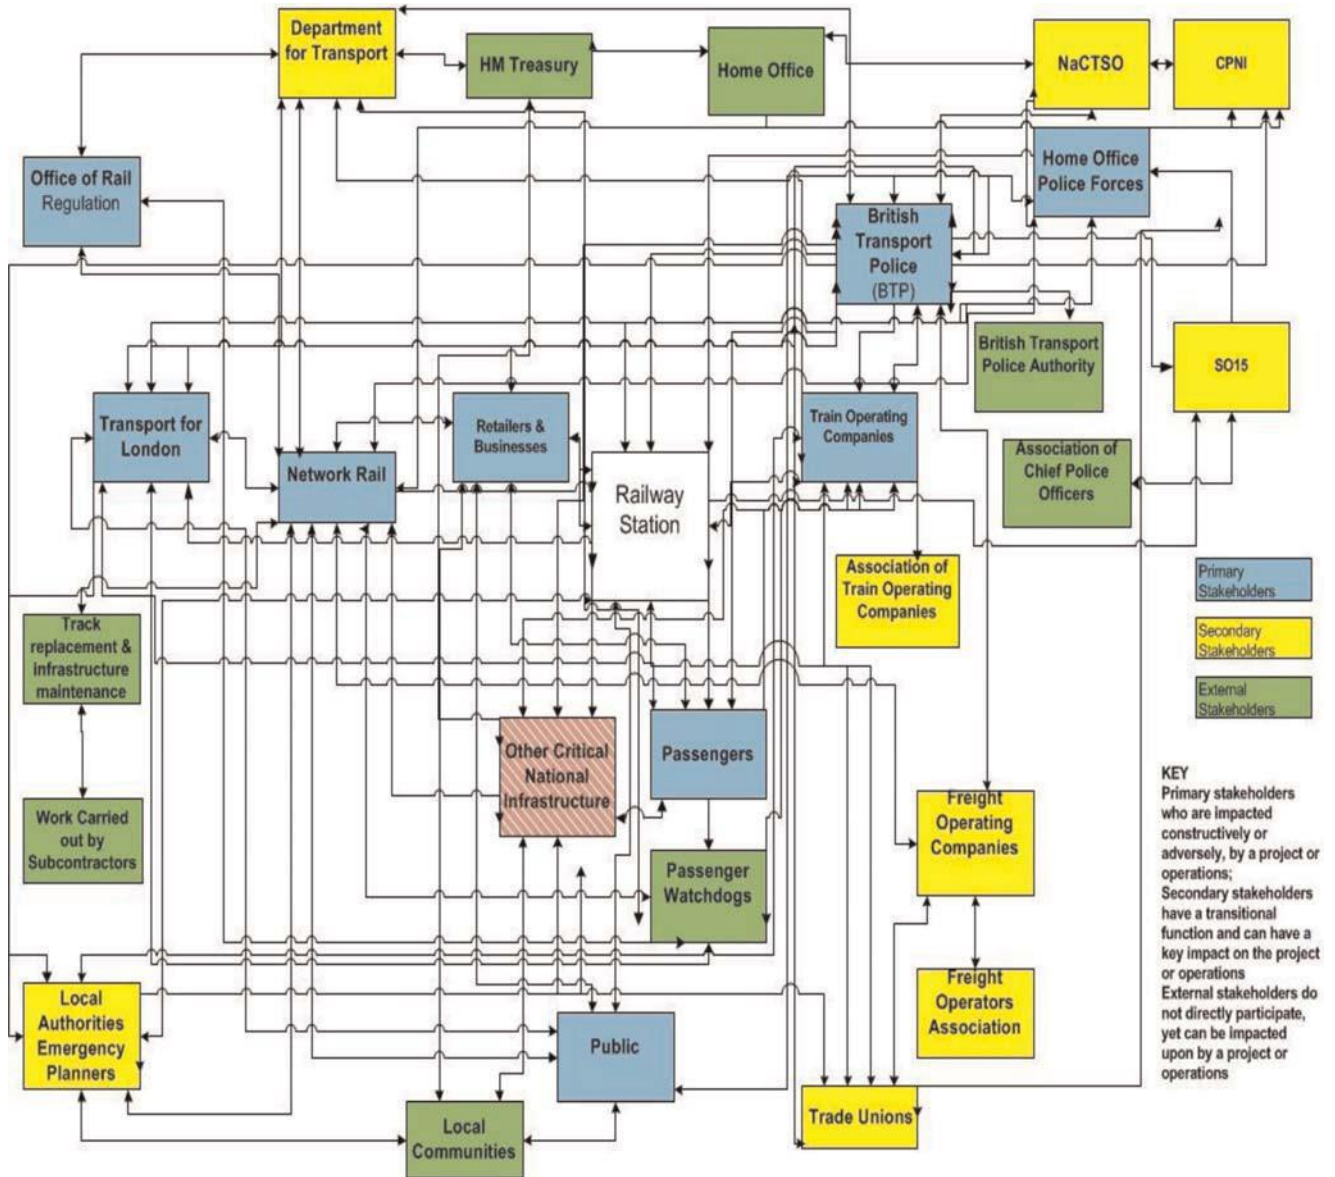 Department
for Transport
HM Treasury
Home Office
NaCTSO
CPNI
Office of Rail
Regulation
Home Office
Police Forces
British
Transport
Police
(BTP)
British Transport
Police Authority
SO15
Transport for
London
Network Rail
Retailers &
Businesses
Railway
Station
Train Operating
Companies
Association of
Chief Police
Officers
Association of
Train Operating
Companies
Primary
Stakeholders
Secondary
Stakeholders
External
Stakeholders
Track
replacement &
infrastructure
maintenance
Other Critical
National
Infrastructure
Passengers
Work Carried
out by
Subcontractors
Passenger
Watchdogs
Freight
Operating
Companies
KEY
Primary stakeholders
who are impacted
constructively or
adversely, by a project or
operations;
Secondary stakeholders
have a transitional
function and can have a
key impact on the project
or operations
External stakeholders do
not directly participate,
yet can be impacted
upon by a project or
operations
Local
Authorities
Emergency
Planners
Public
Freight
Operators
Association
Local
Communities
Trade Unions